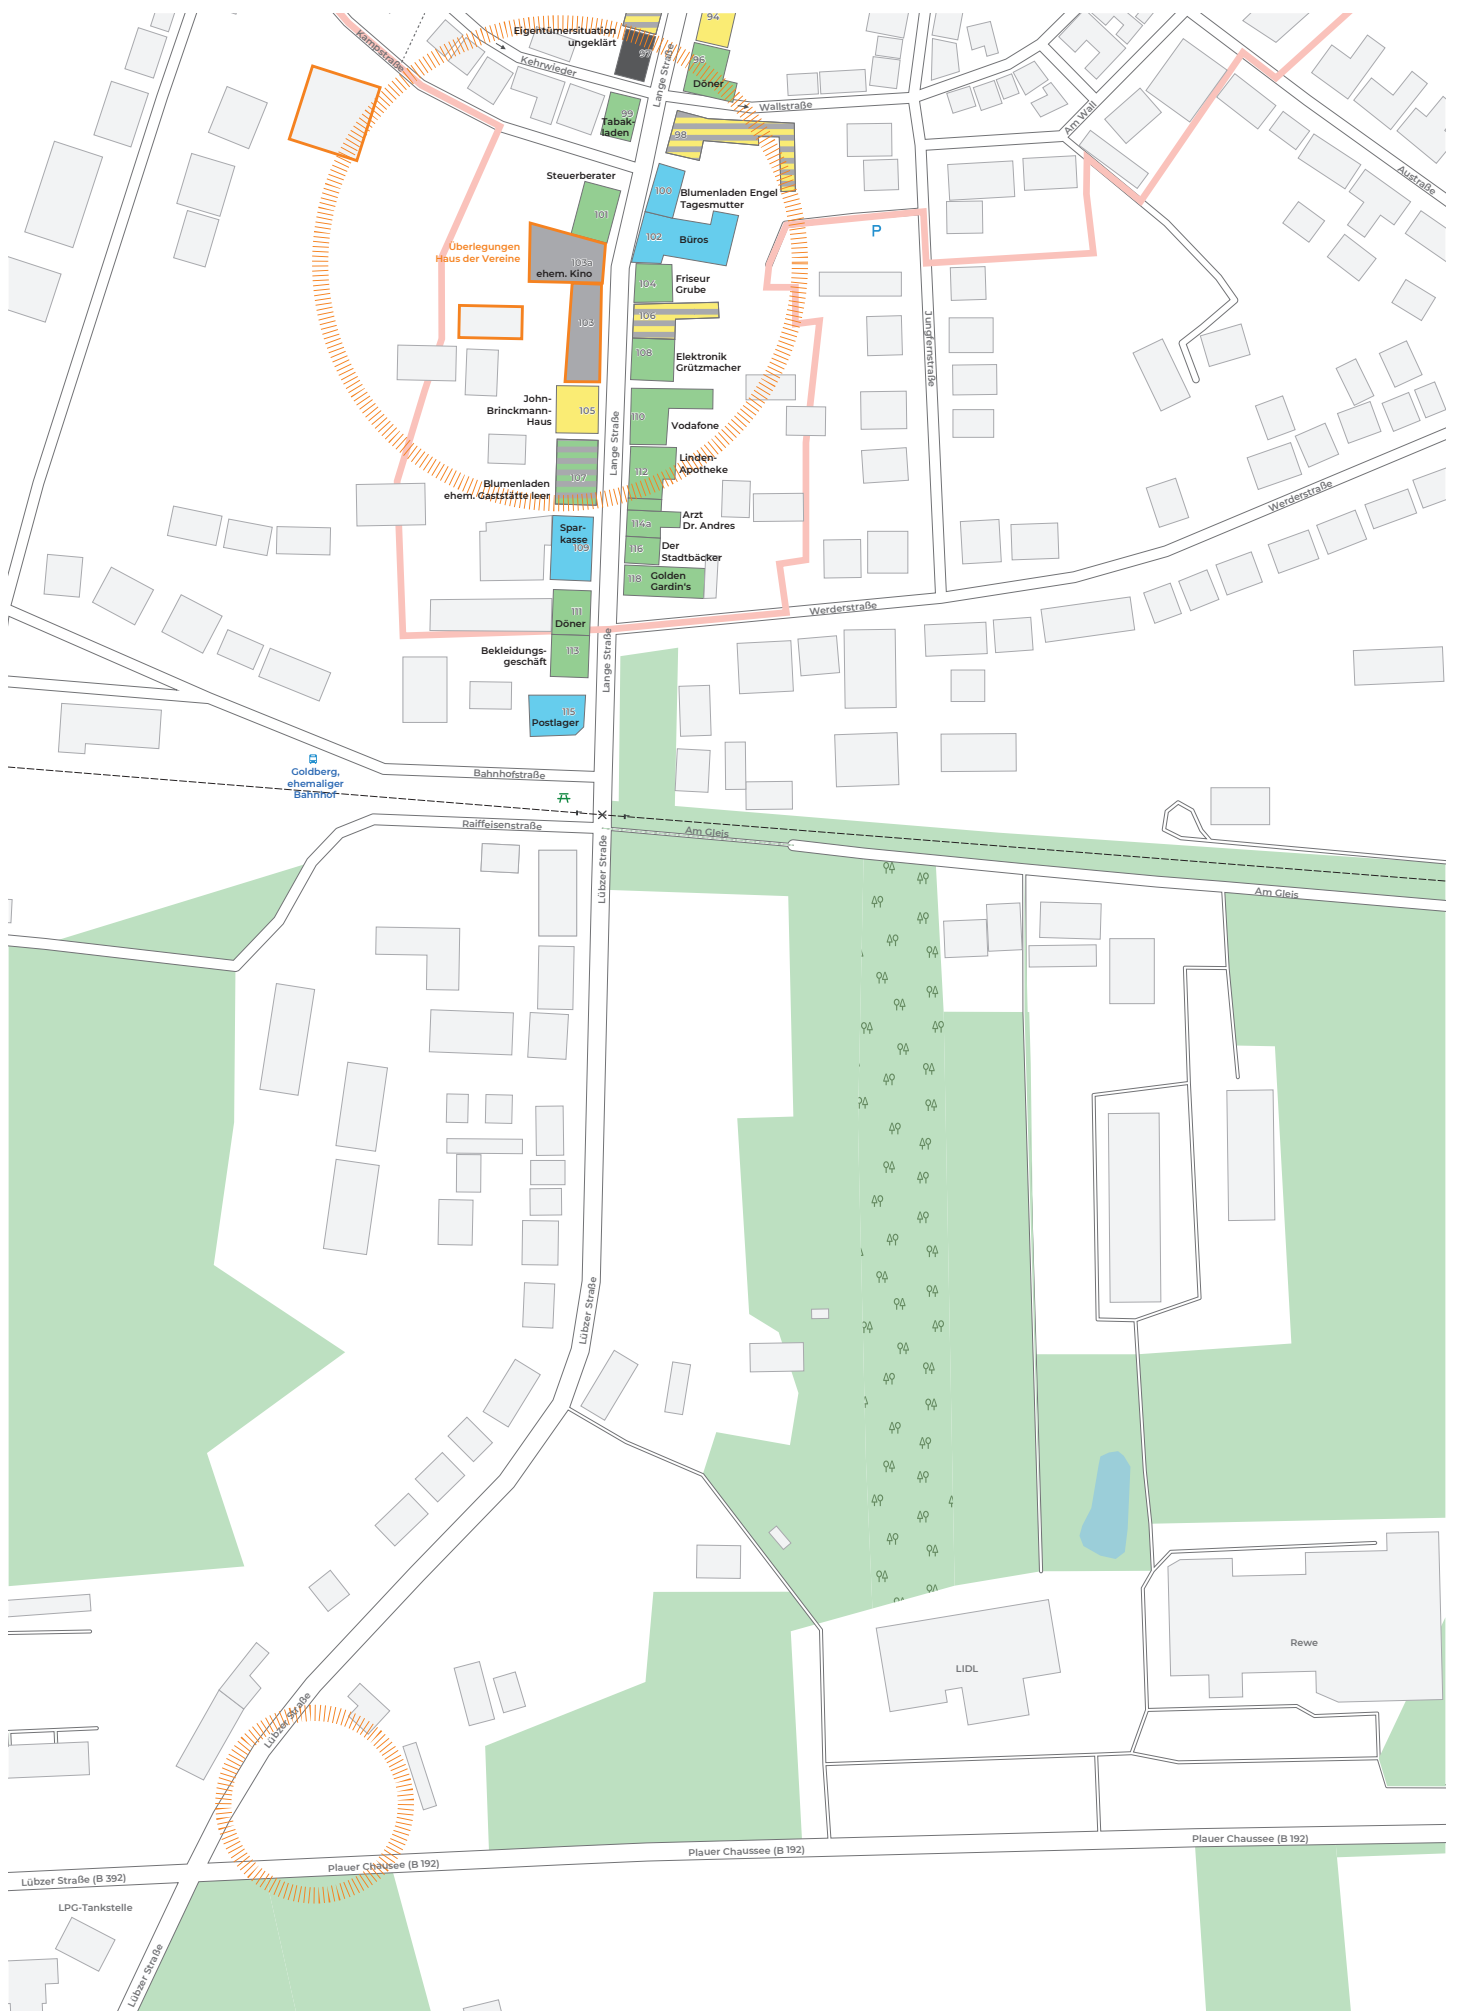 94
Eigentümersituation
ungeklärt
97
Lange Straße
96
Döner
Kampstraße
Kehrwieder
Wallstraße
99
Tabak-
laden
98
Am Wall
Austraße
Steuerberater
100
Blumenladen Engel
Tagesmutter
101
102
Büros
P
Überlegungen
Haus der Vereine
103a
ehem. Kino
104
Friseur
Grube
103
106
108
Elektronik
Grützmacher
Jungfernstraße
John-
Brinckmann-
Haus
105
110
Vodafone
Lange Straße
Linden-
Apotheke
112
107
Blumenladen
ehem. Gaststätte leer
Werderstraße
Spar-
kasse
109
114a
Arzt
Dr. Andres
116
Der
Stadtbäcker
118
Golden
Gardin's
111
Döner
Werderstraße
Bekleidungs-
geschäft
113
Lange Straße
115
Postlager
Goldberg,
ehemaliger
Bahnhof
Bahnhofstraße
Raiffeisenstraße
Am Gleis
Lübzer Straße
Am Gleis
Lübzer Straße
Rewe
LIDL
Lübzer Straße
Plauer Chaussee (B 192)
Plauer Chaussee (B 192)
Plauer Chausee (B 192)
Lübzer Straße (B 392)
LPG-Tankstelle
Lübzer Straße